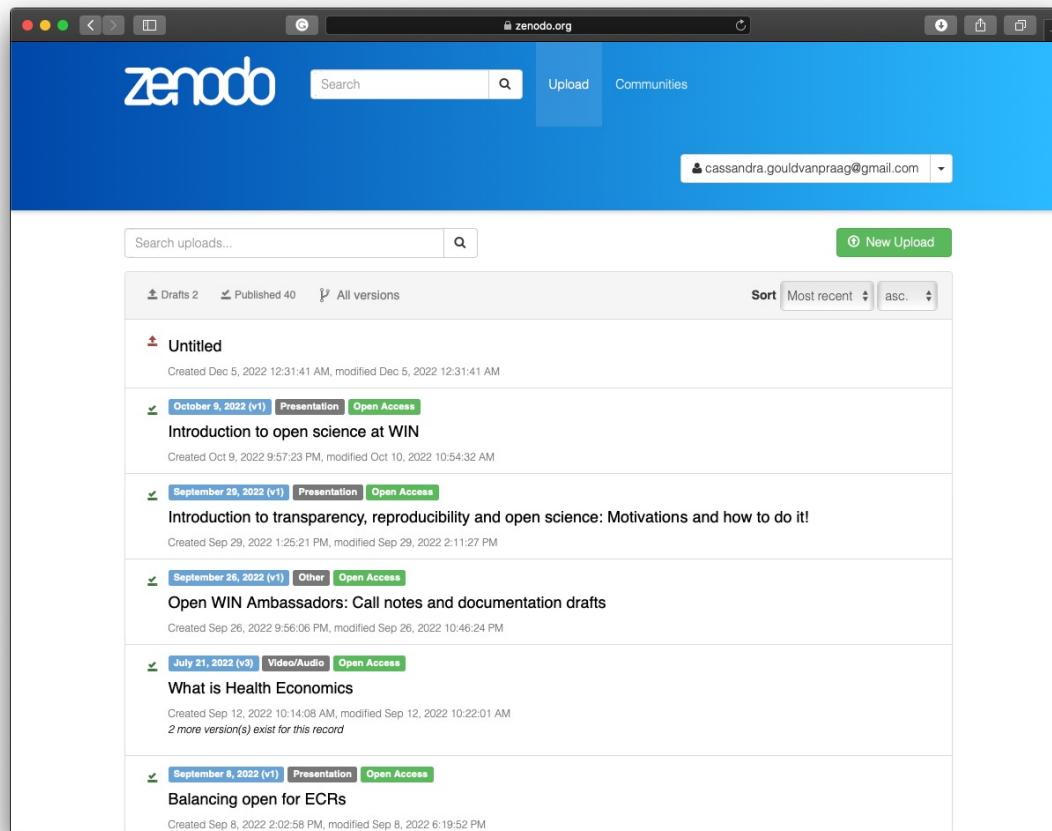 zenodo.org
zenodo
Search
Upload
Communities
cassandra.gouldvanpraag@gmail.com
Search uploads...
New Upload
Drafts 2 Published 40 All versions Sort Most recent asc.
Untitled
Created Dec 5, 2022 12:31:41 AM, modified Dec 5, 2022 12:31:41 AM
October 9, 2022 (v1) Presentation Open Access
Introduction to open science at WIN
Created Oct 9, 2022 9:57:23 PM, modified Oct 10, 2022 10:54:32 AM
September 29, 2022 (v1) Presentation Open Access
Introduction to transparency, reproducibility and open science: Motivations and how to do it!
Created Sep 29, 2022 1:25:21 PM, modified Sep 29, 2022 2:11:27 PM
September 26, 2022 (v1) Other Open Access
Open WIN Ambassadors: Call notes and documentation drafts
Created Sep 26, 2022 9:56:06 PM, modified Sep 26, 2022 10:46:24 PM
July 21, 2022 (v3) Video/Audio Open Access
What is Health Economics
Created Sep 12, 2022 10:14:08 AM, modified Sep 12, 2022 10:22:01 AM
2 more version(s) exist for this record
September 8, 2022 (v1) Presentation Open Access
Balancing open for ECRs
Created Sep 8, 2022 2:02:58 PM, modified Sep 8, 2022 6:19:52 PM